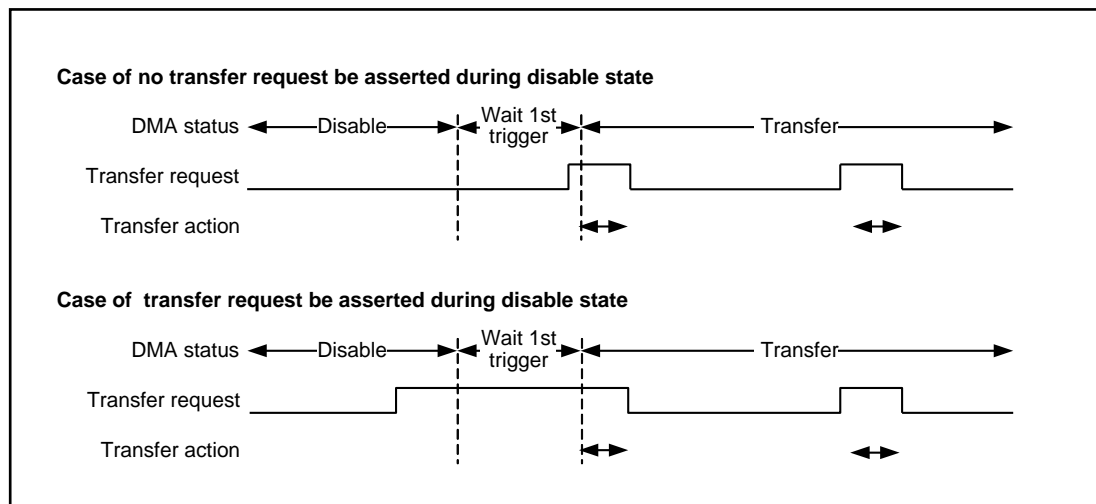 Case of no transfer request be asserted during disable state
DMA status Disable Wait 1st trigger Transfer
Transfer request
Transfer action
Case of transfer request be asserted during disable state
DMA status Disable Wait 1st trigger Transfer
Transfer request
Transfer action